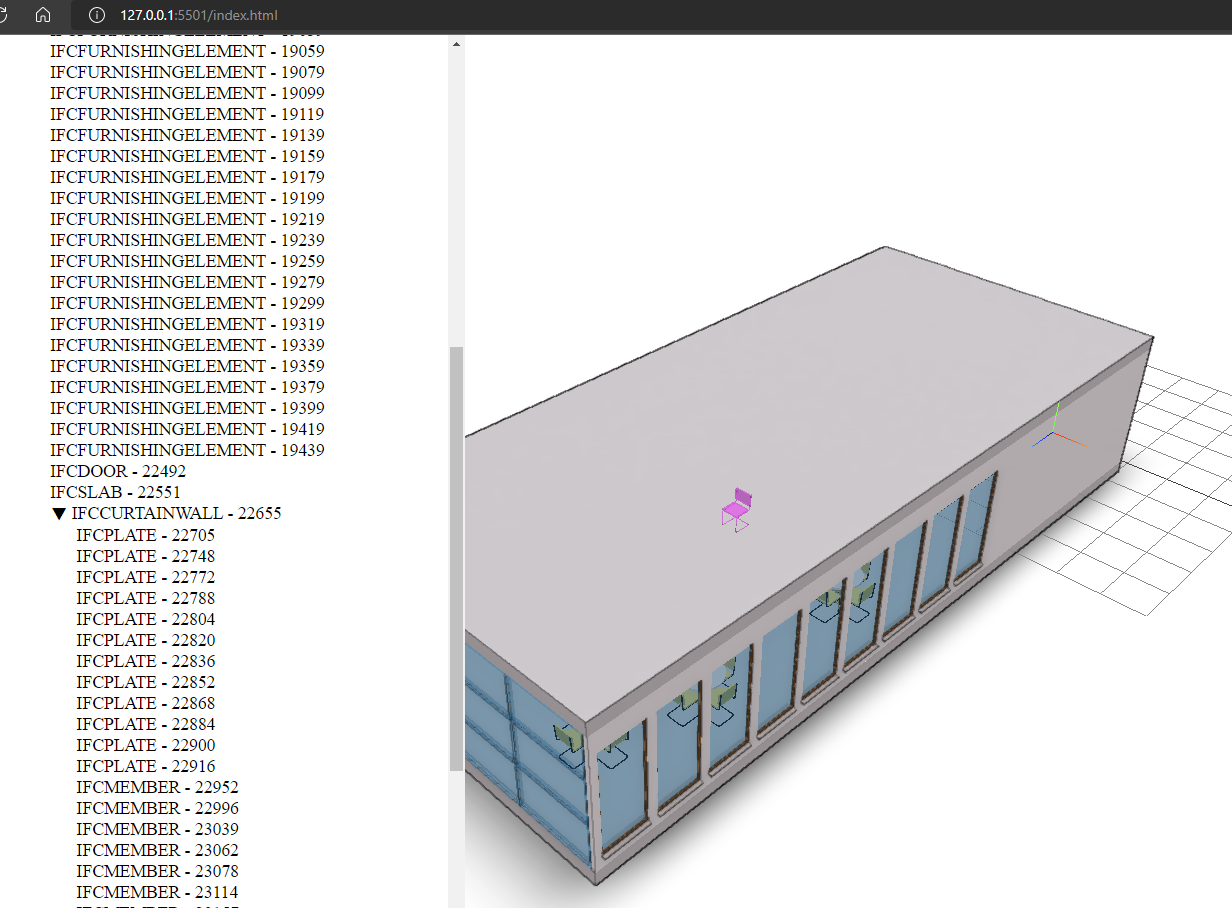 127.0.0.1:5501/index.html
IFCFURNISHINGELEMENT - 19059
IFCFURNISHINGELEMENT - 19079
IFCFURNISHINGELEMENT - 19099
IFCFURNISHINGELEMENT - 19119
IFCFURNISHINGELEMENT - 19139
IFCFURNISHINGELEMENT - 19159
IFCFURNISHINGELEMENT - 19179
IFCFURNISHINGELEMENT - 19199
IFCFURNISHINGELEMENT - 19219
IFCFURNISHINGELEMENT - 19239
IFCFURNISHINGELEMENT - 19259
IFCFURNISHINGELEMENT - 19279
IFCFURNISHINGELEMENT - 19299
IFCFURNISHINGELEMENT - 19319
IFCFURNISHINGELEMENT - 19339
IFCFURNISHINGELEMENT - 19359
IFCFURNISHINGELEMENT - 19379
IFCFURNISHINGELEMENT - 19399
IFCFURNISHINGELEMENT - 19419
IFCFURNISHINGELEMENT - 19439
IFCDOOR - 22492
IFCSLAB - 22551
▼ IFCCURTAINWALL - 22655
IFCPLATE - 22705
IFCPLATE - 22748
IFCPLATE - 22772
IFCPLATE - 22788
IFCPLATE - 22804
IFCPLATE - 22820
IFCPLATE - 22836
IFCPLATE - 22852
IFCPLATE - 22868
IFCPLATE - 22884
IFCPLATE - 22900
IFCPLATE - 22916
IFCMEMBER - 22952
IFCMEMBER - 22996
IFCMEMBER - 23039
IFCMEMBER - 23062
IFCMEMBER - 23078
IFCMEMBER - 23114